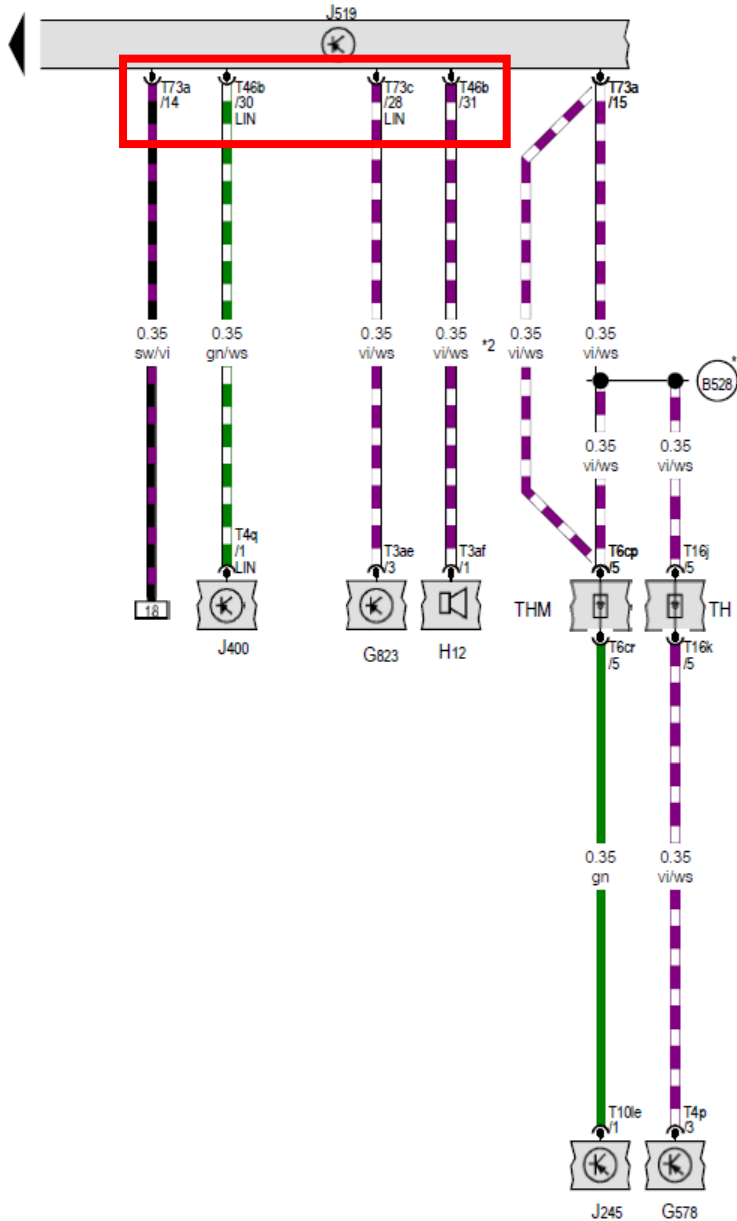 J519
T73a
/14
T46b
/30
LIN
T73c
/28
LIN
T46b
/31
T73a
/15
0.35
sw/vi
0.35
gn/ws
0.35
vi/ws
0.35
vi/ws
*2
0.35
vi/ws
0.35
vi/ws
*
B528
0.35
vi/ws
0.35
vi/ws
T4q
/1
LIN
T3ae
/3
T3af
/1
T6cp
/5
T16j
/5
18
J400
G823
H12
THM
TH
T6cr
/5
T16k
/5
0.35
gn
0.35
vi/ws
T10le
/1
T4p
/3
J245
G578